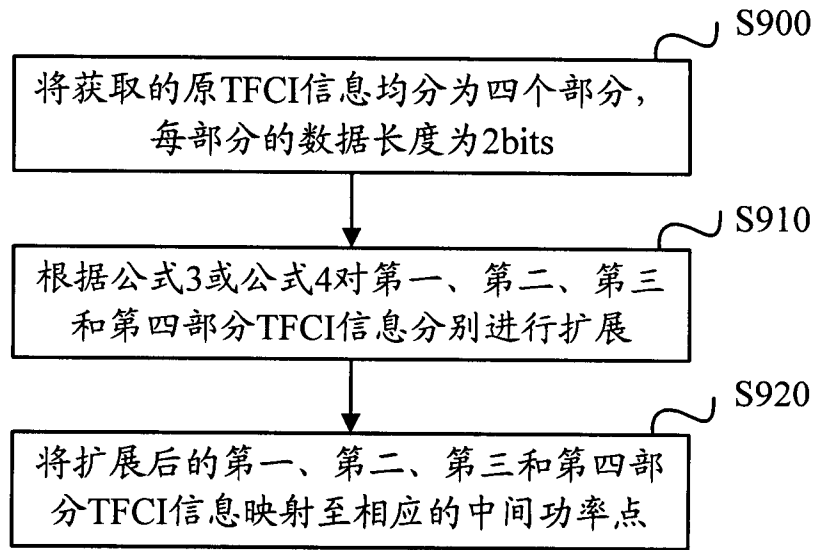 S900
将获取的原TFCI信息均分为四个部分，
每部分的数据长度为2bits
S910
根据公式3或公式4对第一、第二、第三
和第四部分TFCI信息分别进行扩展
S920
将扩展后的第一、第二、第三和第四部
分TFCI信息映射至相应的中间功率点